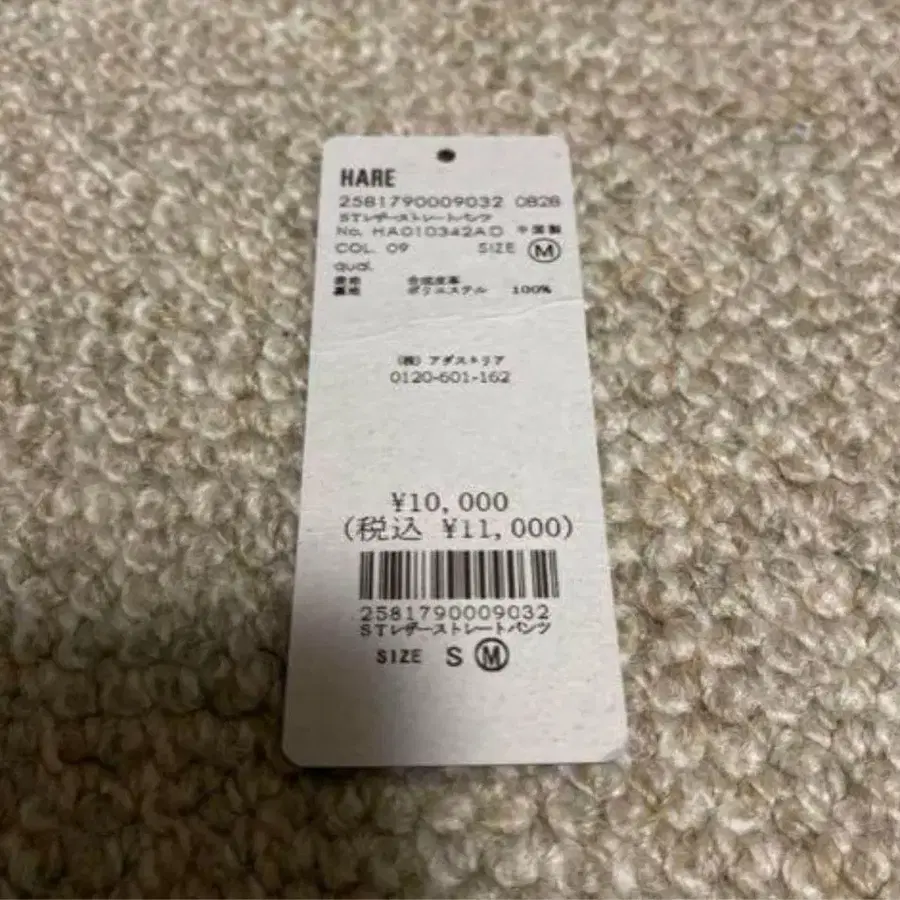 HARE
2581790009032 0828
STレザーストレートパンツ
No. HA010342AD 中国製
COL. 09 SIZE M
qual.
表地 合成皮革
裏地 ポリエステル 100%
(株) アダストリア
0120-601-162
¥10,000
(税込 ¥11,000)
2581790009032
STレザーストレートパンツ
SIZE S M